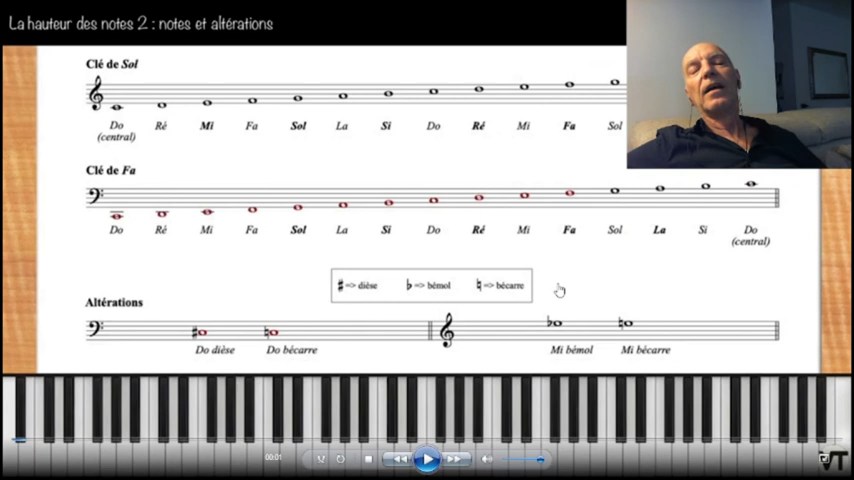 La hauteur des notes 2 : notes et altérations
Clé de Sol
Do Ré Mi Fa Sol La Si Do Ré Mi Fa Sol
(central)
Clé de Fa
Do Ré Mi Fa Sol La Si Do Ré Mi Fa Sol La Si Do
(central)
♯=> dièse ♭=> bémol ♮=> bécarre
Altérations
Do dièse Do bécarre Mi bémol Mi bécarre
00:01
VT